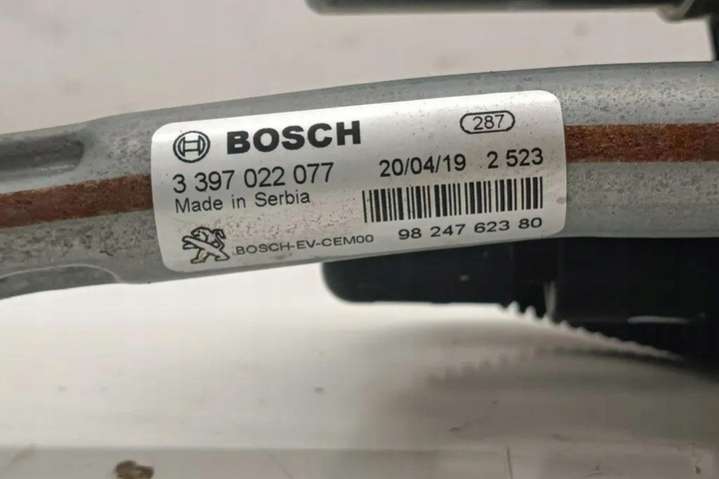 BOSCH 287
3 397 022 077 20/04/19 2 523
Made in Serbia
.BOSCH-EV-CEM00 98 247 623 80